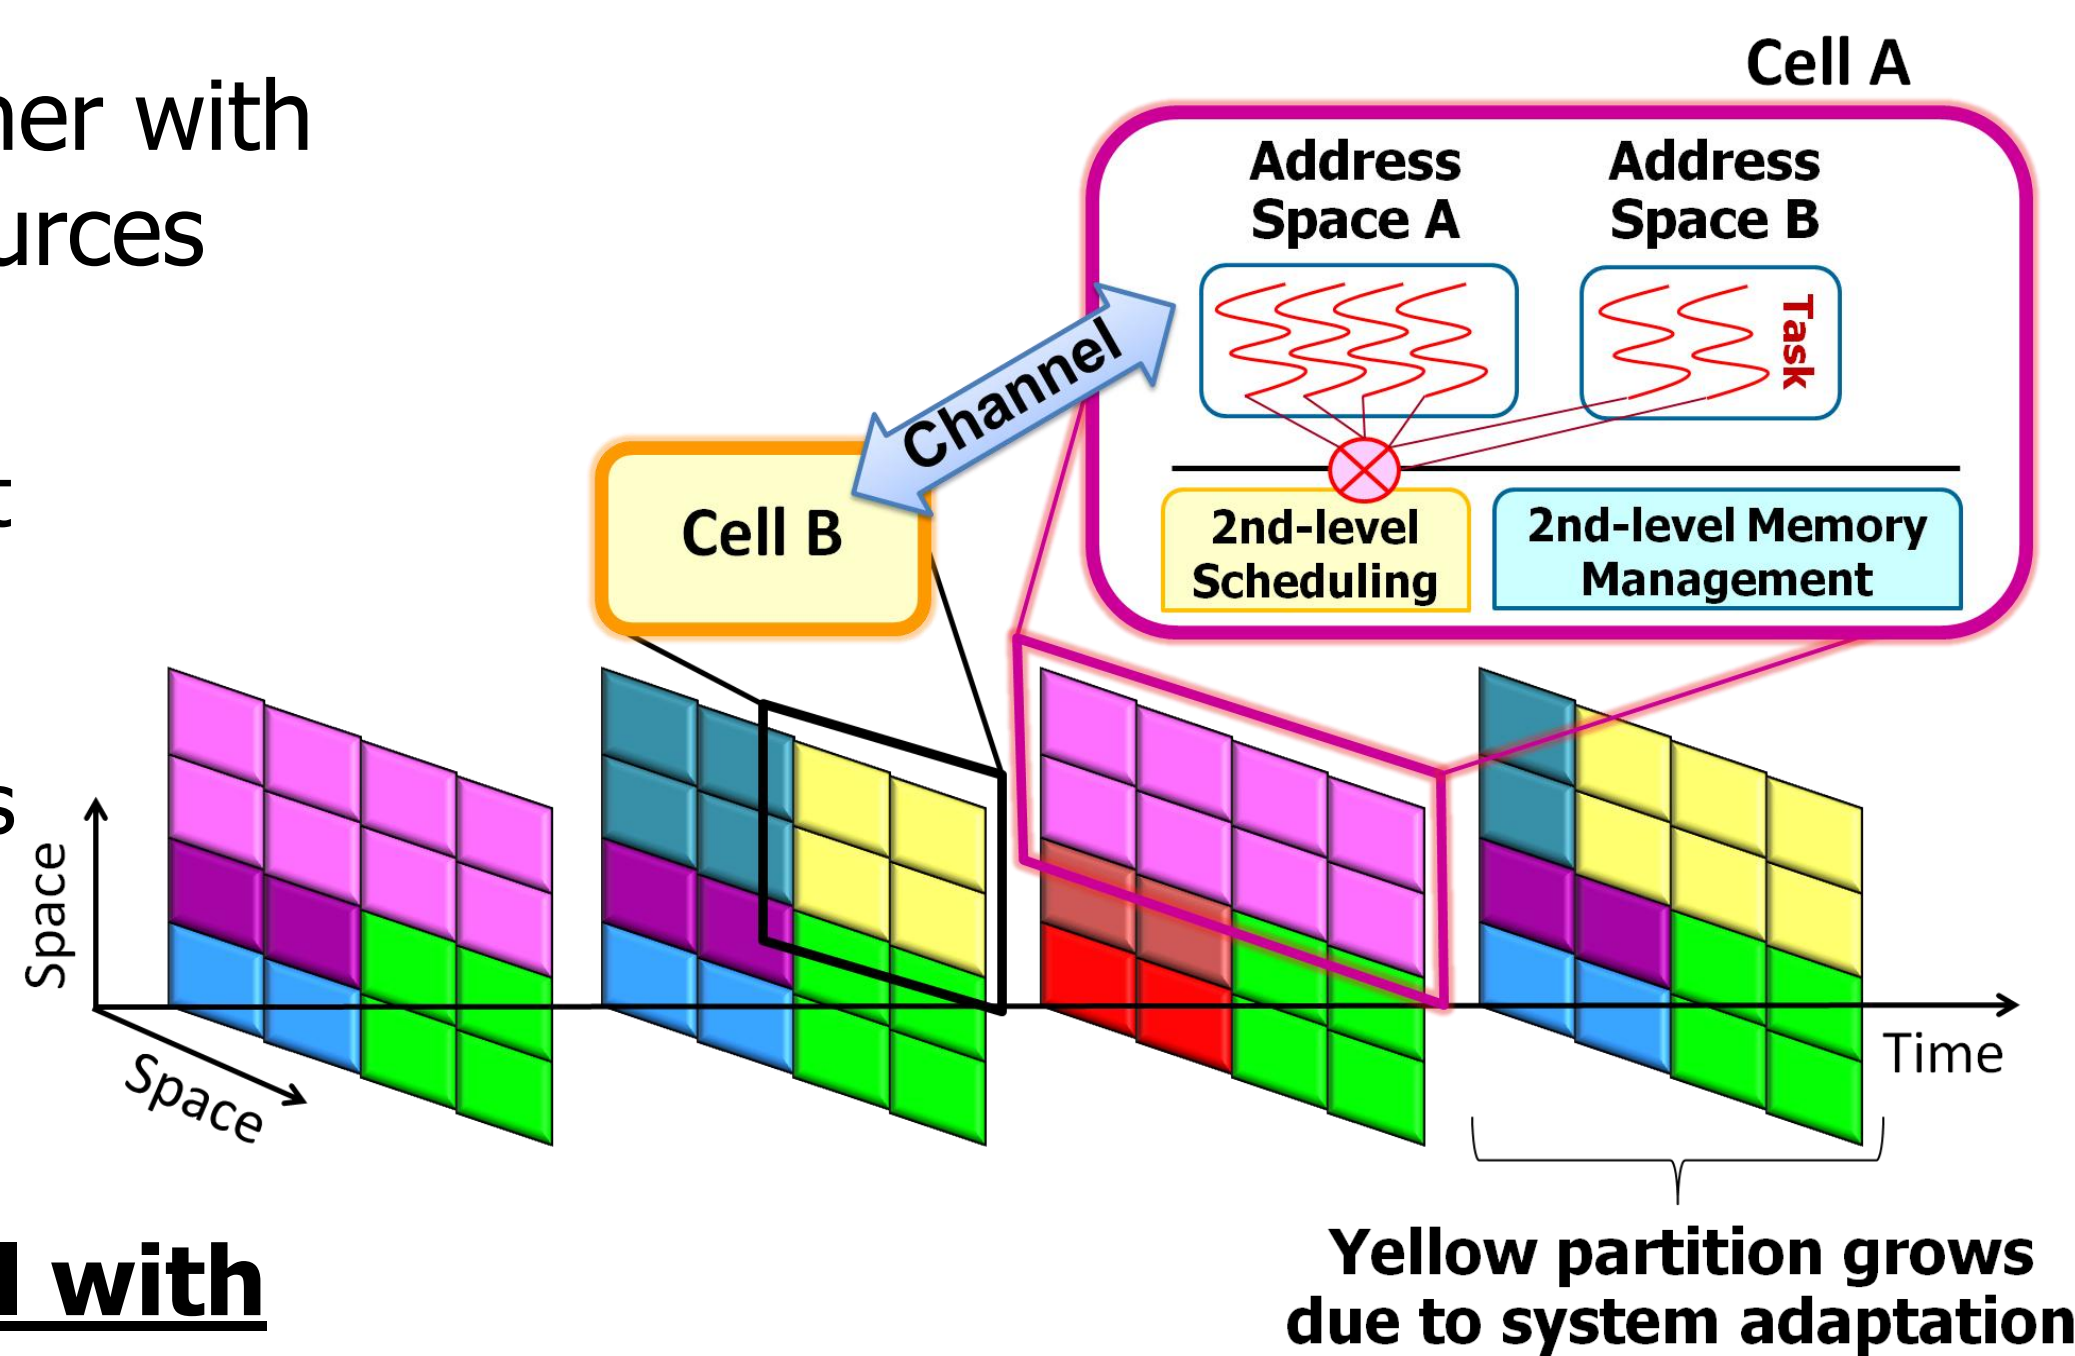 Cell A
ner with
urces
t
s
Address
Space A
Address
Space B
Task
Channel
Cell B
2nd-level
Scheduling
2nd-level Memory
Management
Space
Space
Time
Yellow partition grows
due to system adaptation
with